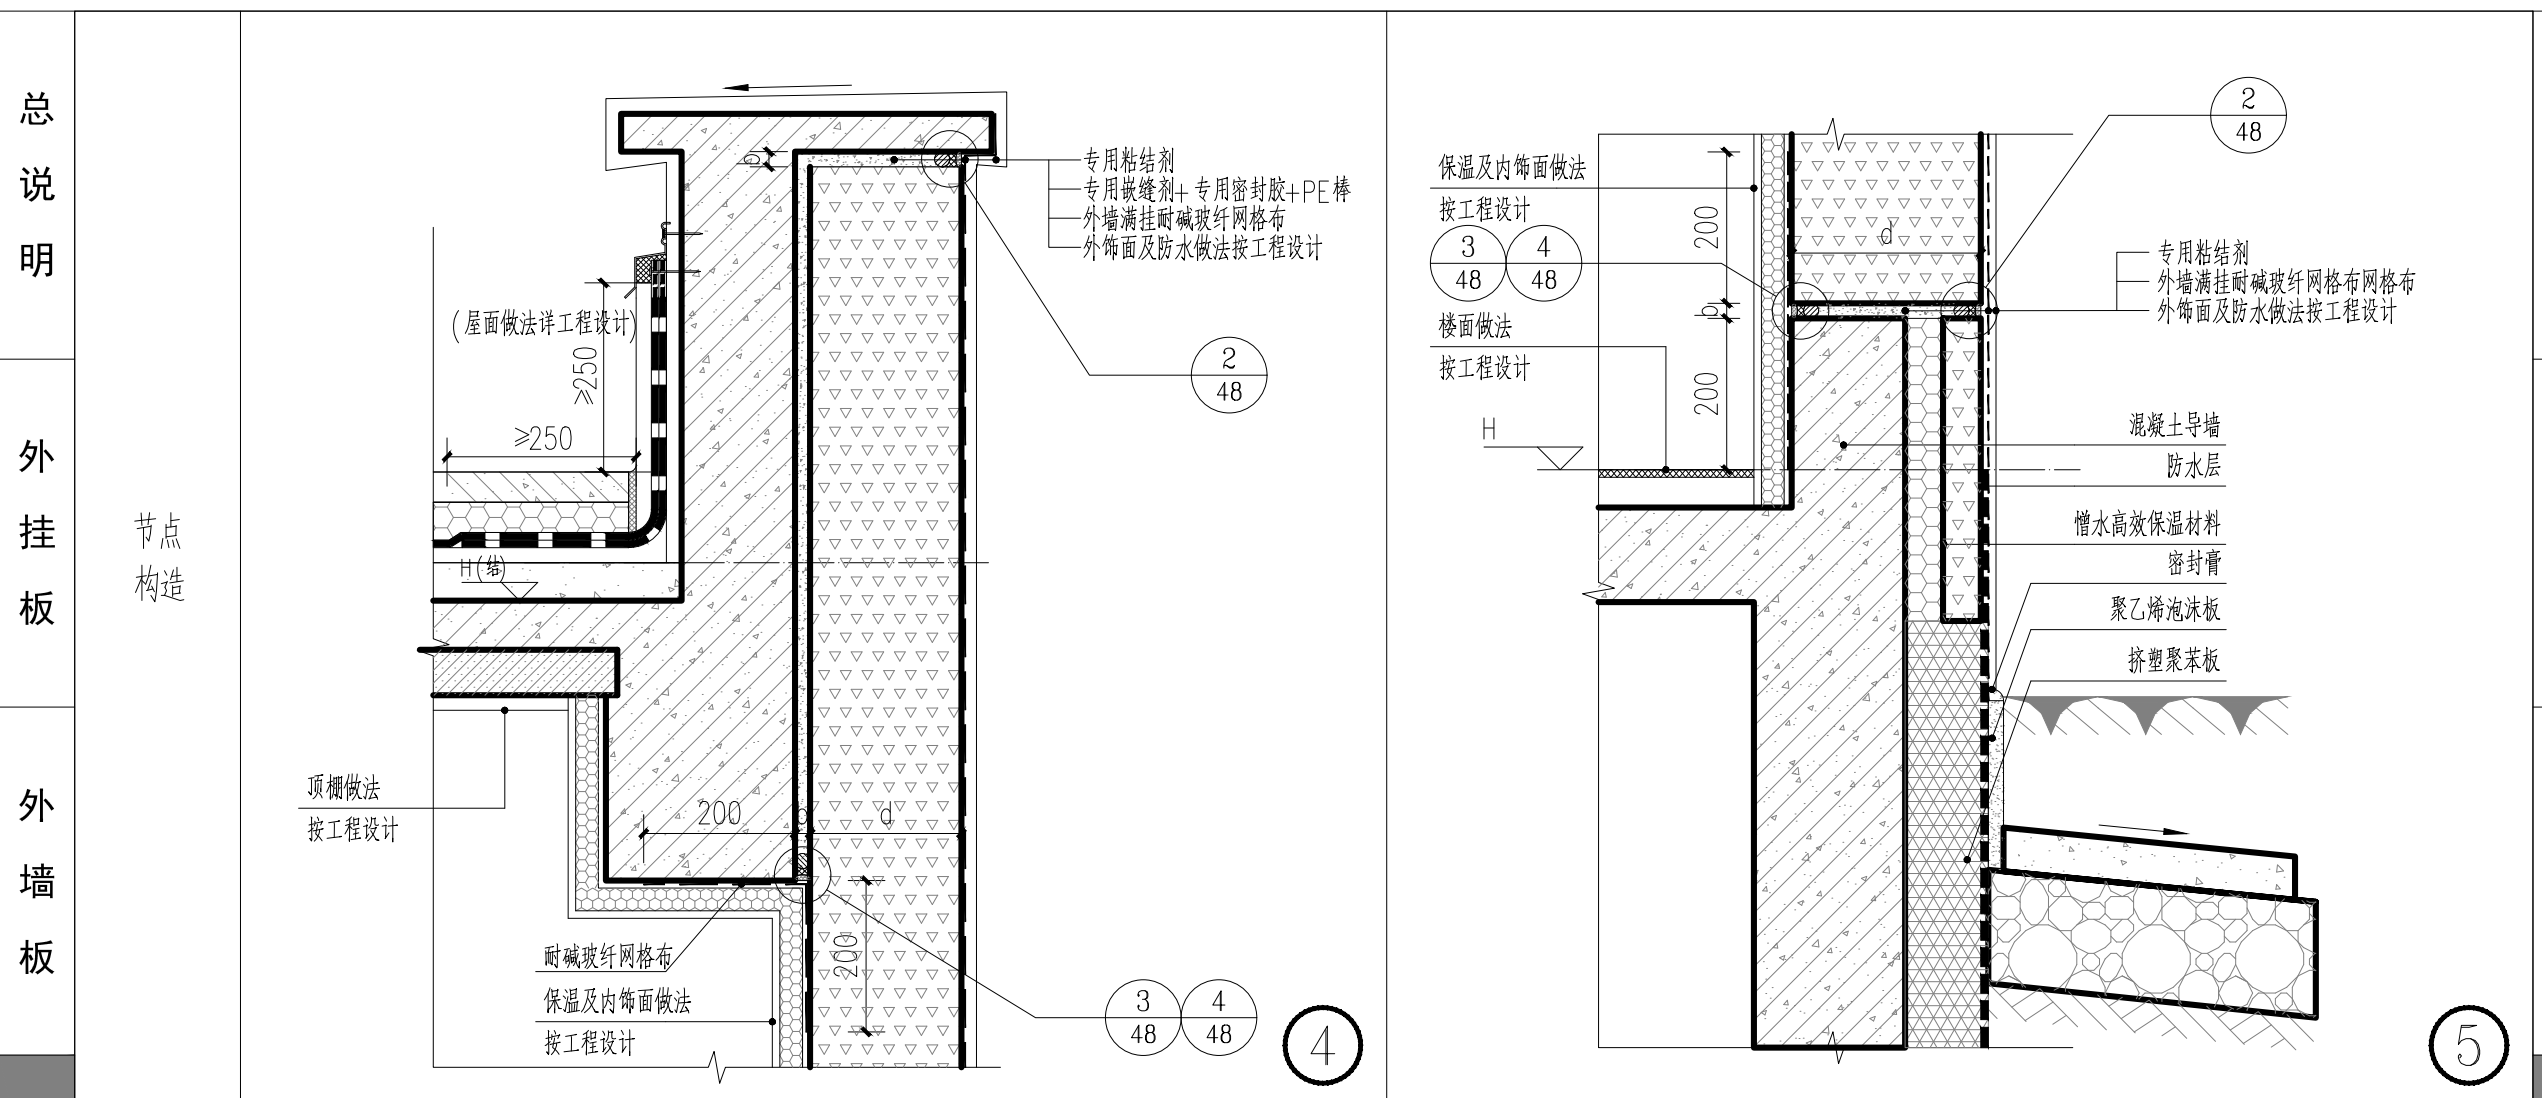 总
说
明
外
挂
板
外
墙
板
节点
构造
专用粘结剂
专用嵌缝剂+专用密封胶+PE棒
外墙满挂耐碱玻纤网格布
外饰面及防水做法按工程设计
b
2
48
(屋面做法详工程设计)
≥250
≥250
H(结)
顶棚做法
按工程设计
200
b
d
200
耐碱玻纤网格布
保温及内饰面做法
按工程设计
3
48
4
48
4
2
48
保温及内饰面做法
按工程设计
200
d
3
48
4
48
专用粘结剂
外墙满挂耐碱玻纤网格布网格布
外饰面及防水做法按工程设计
b
楼面做法
按工程设计
200
H
混凝土导墙
防水层
憎水高效保温材料
密封膏
聚乙烯泡沫板
挤塑聚苯板
5